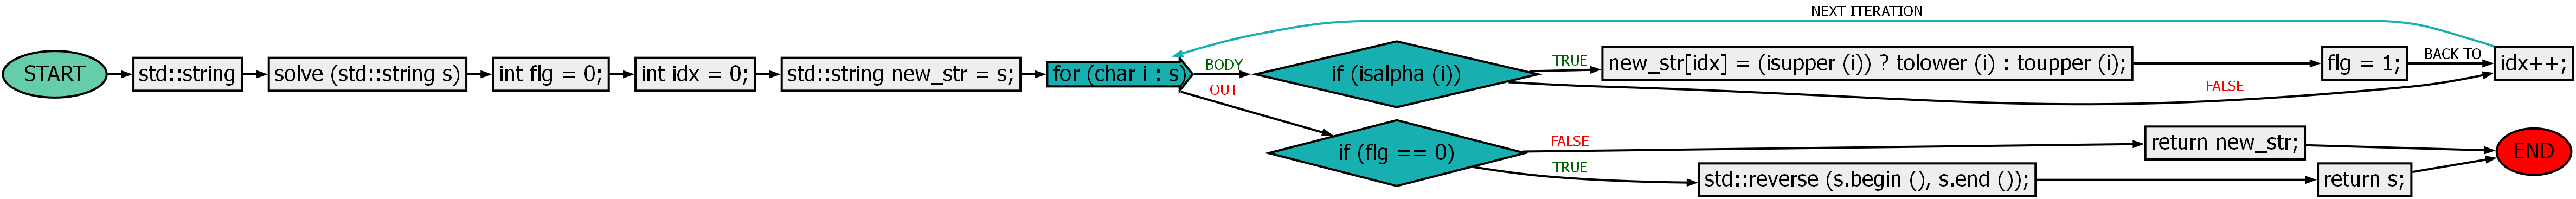 START
std::string
solve (std::string s)
int flg = 0;
int idx = 0;
std::string new_str = s;
for (char i : s)
BODY
OUT
if (isalpha (i))
TRUE
new_str[idx] = (isupper (i)) ? tolower (i) : toupper (i);
flg = 1;
BACK TO
idx++;
FALSE
NEXT ITERATION
if (flg == 0)
FALSE
return new_str;
TRUE
std::reverse (s.begin (), s.end ());
return s;
END